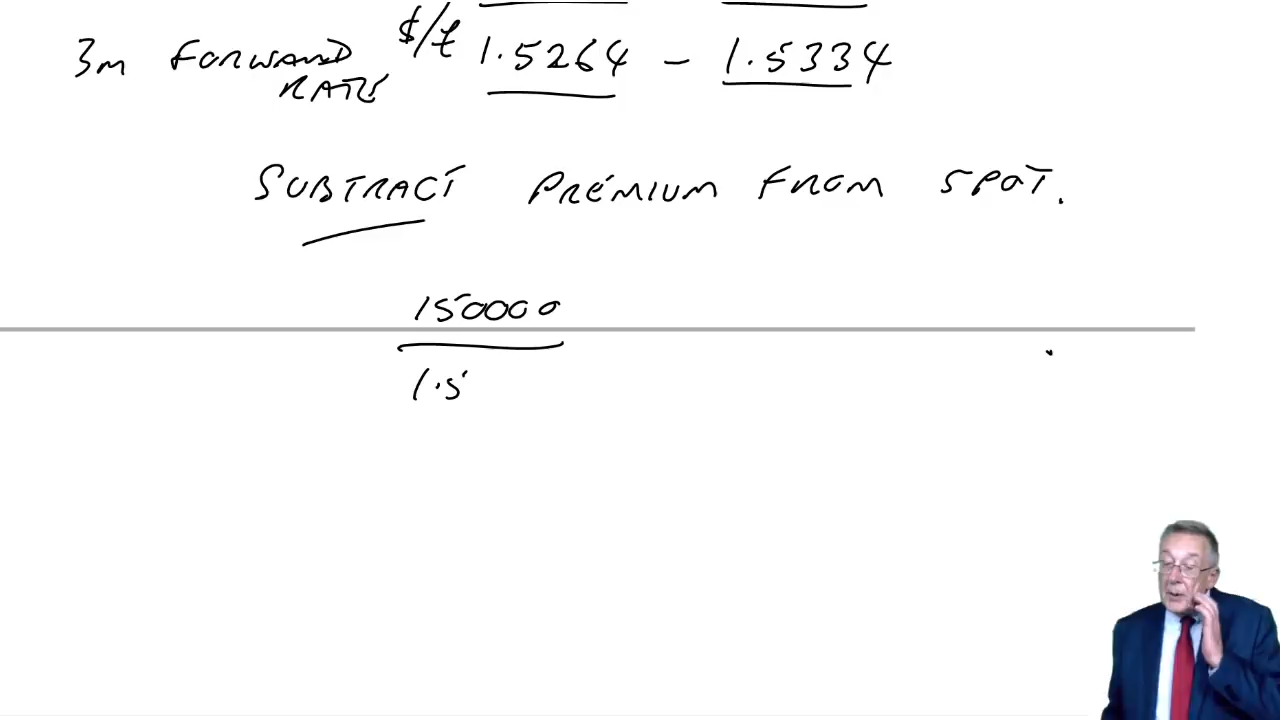 3m FORWARD RATE $/£ 1.5264 - 1.5334
SUBTRACT PREMIUM FROM SPOT.
150000
1.5